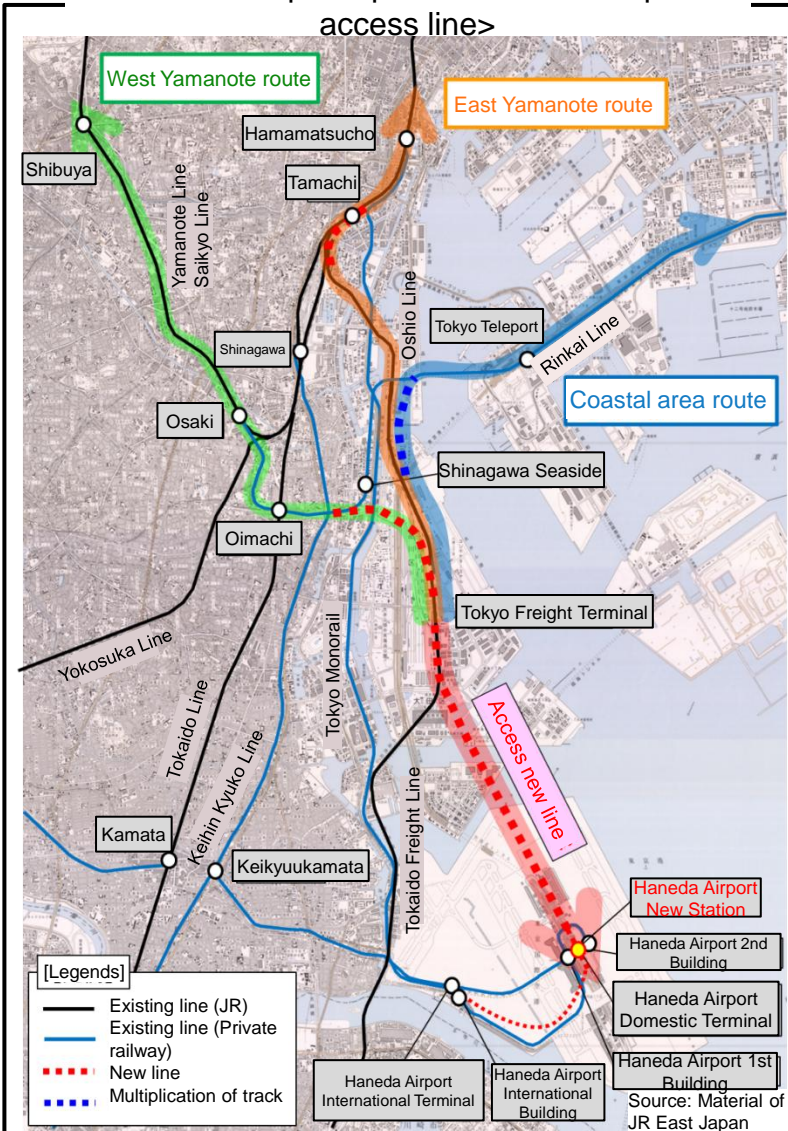 access line>
West Yamanote route
East Yamanote route
Hamamatsucho
Shibuya
Tamachi
Yamanote Line
Saikyo Line
Oshio Line
Shinagawa
Tokyo Teleport
Rinkai Line
Coastal area route
Osaki
Shinagawa Seaside
Oimachi
Tokyo Freight Terminal
Yokosuka Line
Tokyo Monorail
Tokaido Line
Access new line
Keihin Kyuko Line
Tokaido Freight Line
Kamata
Keikyuukamata
Haneda Airport
New Station
Haneda Airport 2nd
Building
Haneda Airport
Domestic Terminal
Haneda Airport 1st
Building
Haneda Airport
International Terminal
Haneda Airport
International
Building
[Legends]
Existing line (JR)
Existing line (Private
railway)
New line
Multiplication of track
Source: Material of
JR East Japan